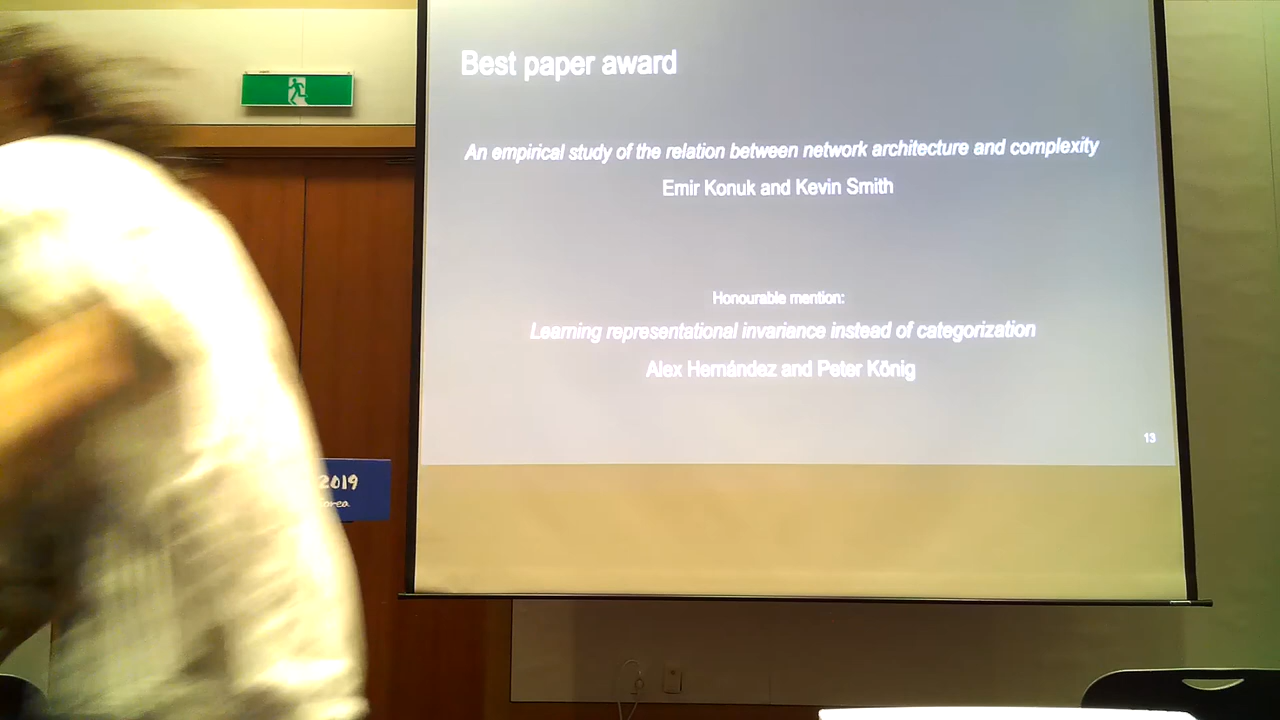 Best paper award
An empirical study of the relation between network architecture and complexity
Emir Konuk and Kevin Smith
Honourable mention:
Learning representational invariance instead of categorization
Alex Hernández and Peter König
13
2019